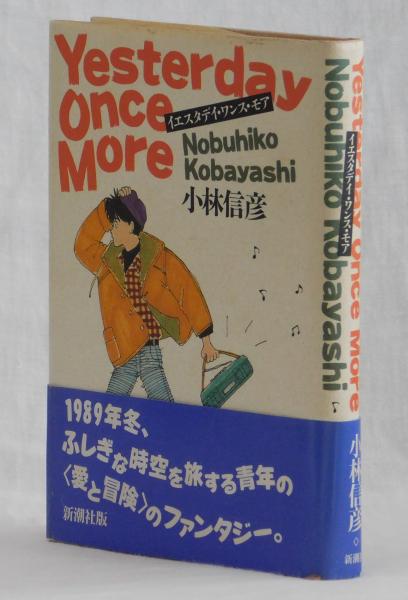 Yesterday
Once
More
イエスタデイ・ワンス・モア
Nobuhiko
Kobayashi
小林信彦
1989年冬、
ふしぎな時空を旅する青年の
〈愛と冒険〉のファンタジー。
新潮社版
Yesterday Once More
イエスタデイ・ワンス・モア
Nobuhiko Kobayashi
小林信彦